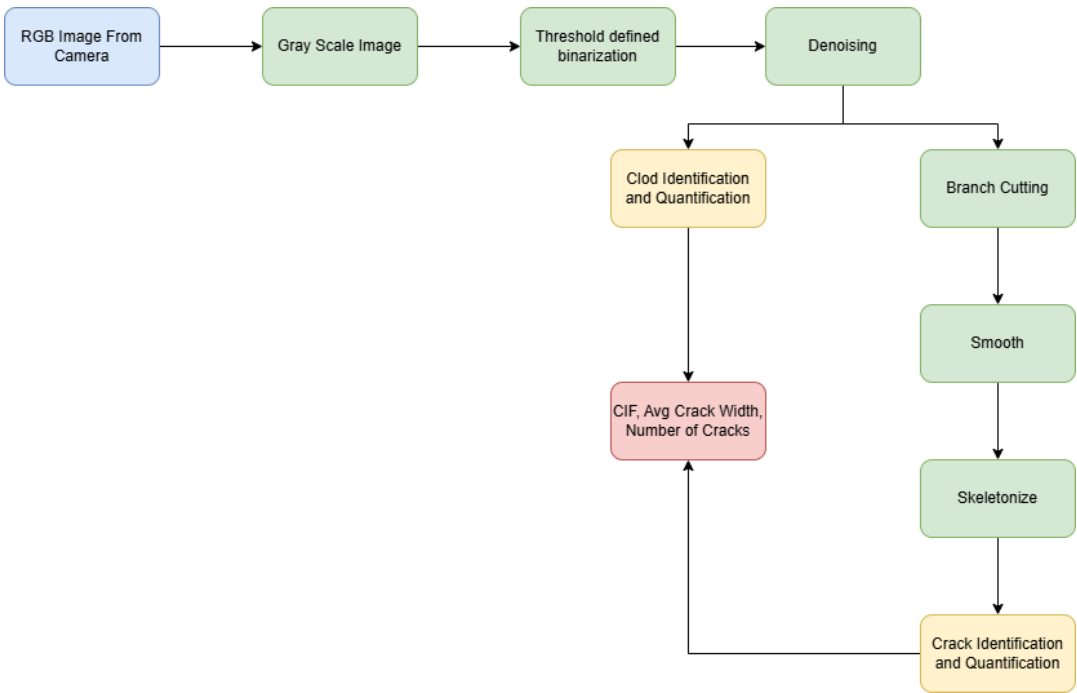 RGB Image From
Camera
Gray Scale Image
Threshold defined
binarization
Denoising
Clod Identification
and Quantification
Branch Cutting
Smooth
CIF, Avg Crack Width,
Number of Cracks
Skeletonize
Crack Identification
and Quantification